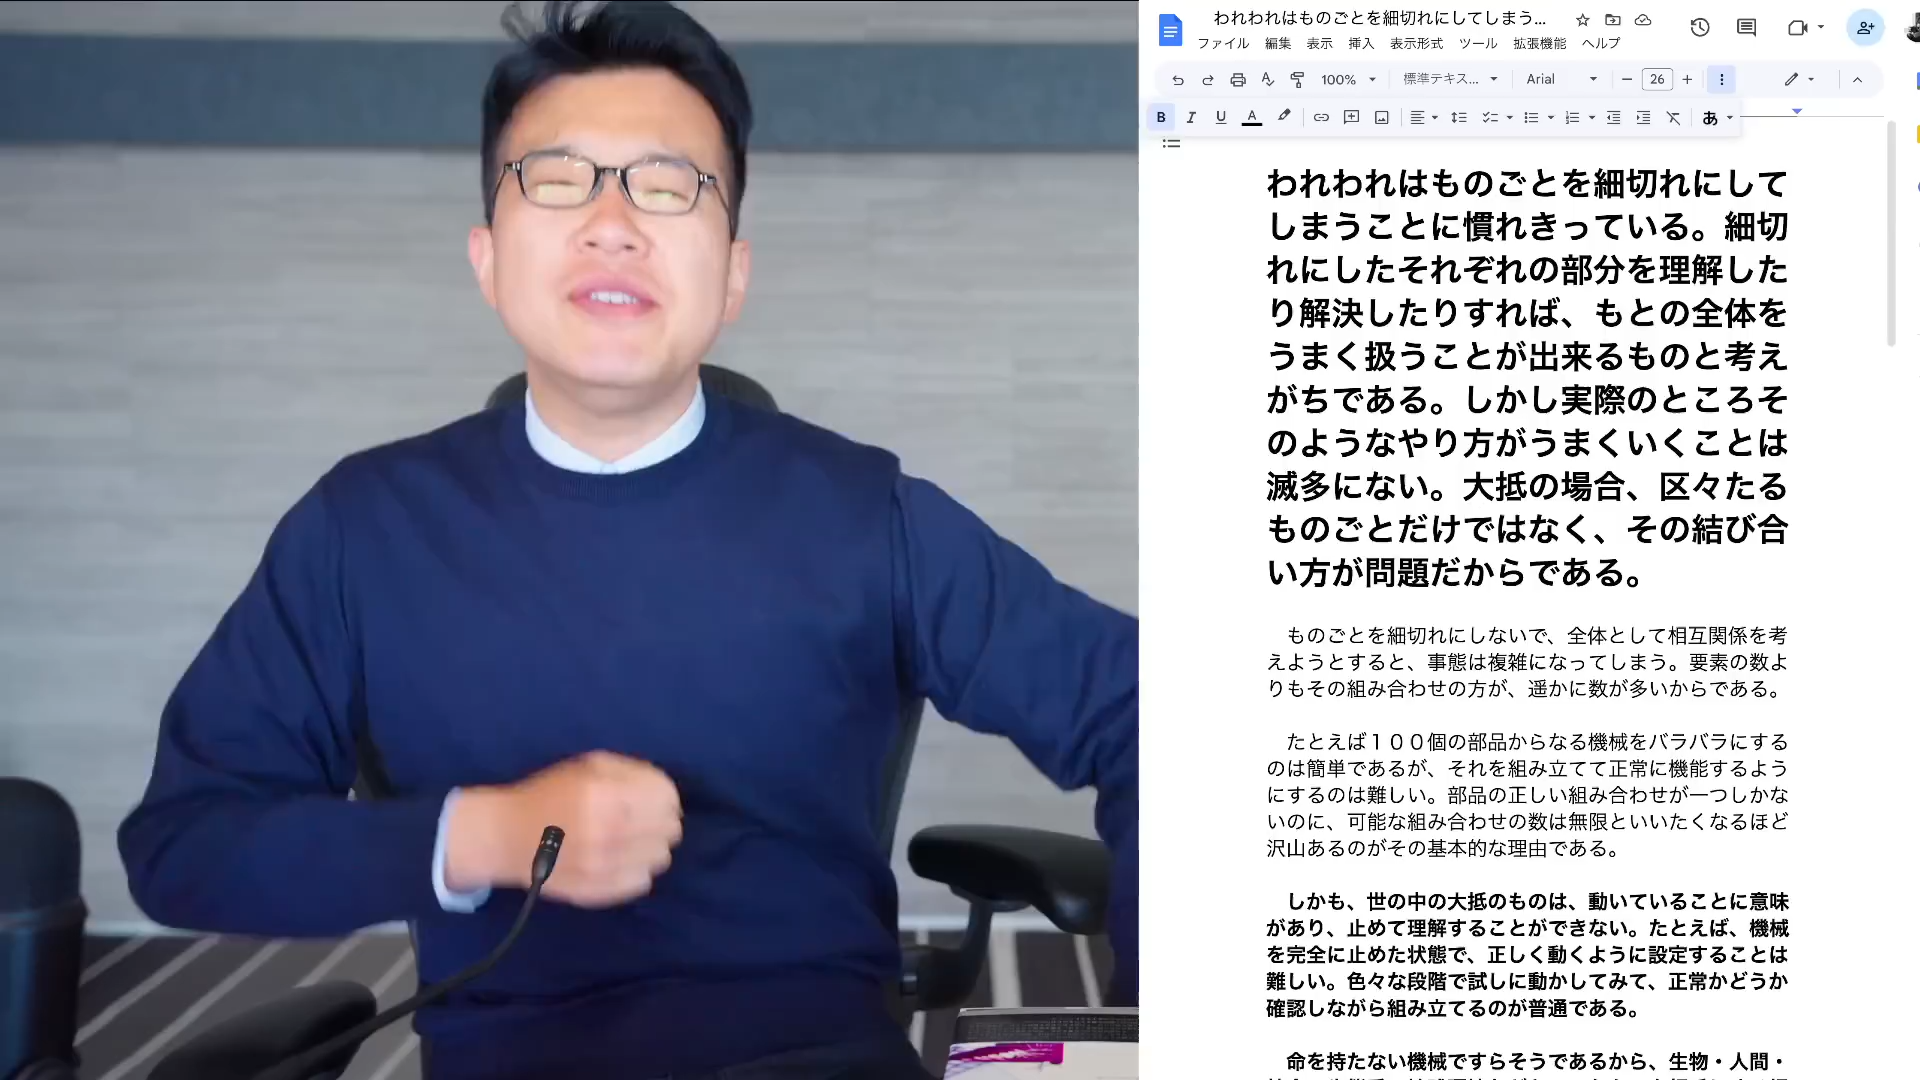 われわれはものごとを細切れにしてしまう...
ファイル 編集 表示 挿入 表示形式 ツール 拡張機能 ヘルプ
100% 標準テキス... Arial 26
B I U A あ
われわれはものごとを細切れにして
しまうことに慣れきっている。細切
れにしたそれぞれの部分を理解した
り解決したりすれば、もとの全体を
うまく扱うことが出来るものと考え
がちである。しかし実際のところそ
のようなやり方がうまくいくことは
滅多にない。大抵の場合、区々たる
ものごとだけではなく、その結び合
い方が問題だからである。
ものごとを細切れにしないで、全体として相互関係を考
えようとすると、事態は複雑になってしまう。要素の数よ
りもその組み合わせの方が、遥かに数が多いからである。
たとえば１００個の部品からなる機械をバラバラにする
のは簡単であるが、それを組み立てて正常に機能するよう
にするのは難しい。部品の正しい組み合わせが一つしかな
いのに、可能な組み合わせの数は無限といいたくなるほど
沢山あるのがその基本的な理由である。
しかも、世の中の大抵のものは、動いていることに意味
があり、止めて理解することができない。たとえば、機械
を完全に止めた状態で、正しく動くように設定することは
難しい。色々な段階で試しに動かしてみて、正常かどうか
確認しながら組み立てるのが普通である。
命を持たない機械ですらそうであるから、生物・人間・